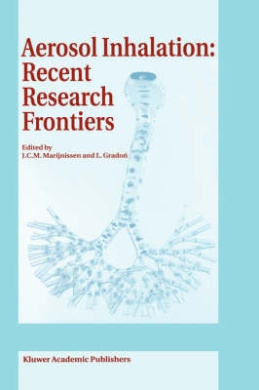 Aerosol Inhalation:
Recent
Research
Frontiers
Edited by
J.C.M. Marijnissen and L. Gradoń
Kluwer Academic Publishers